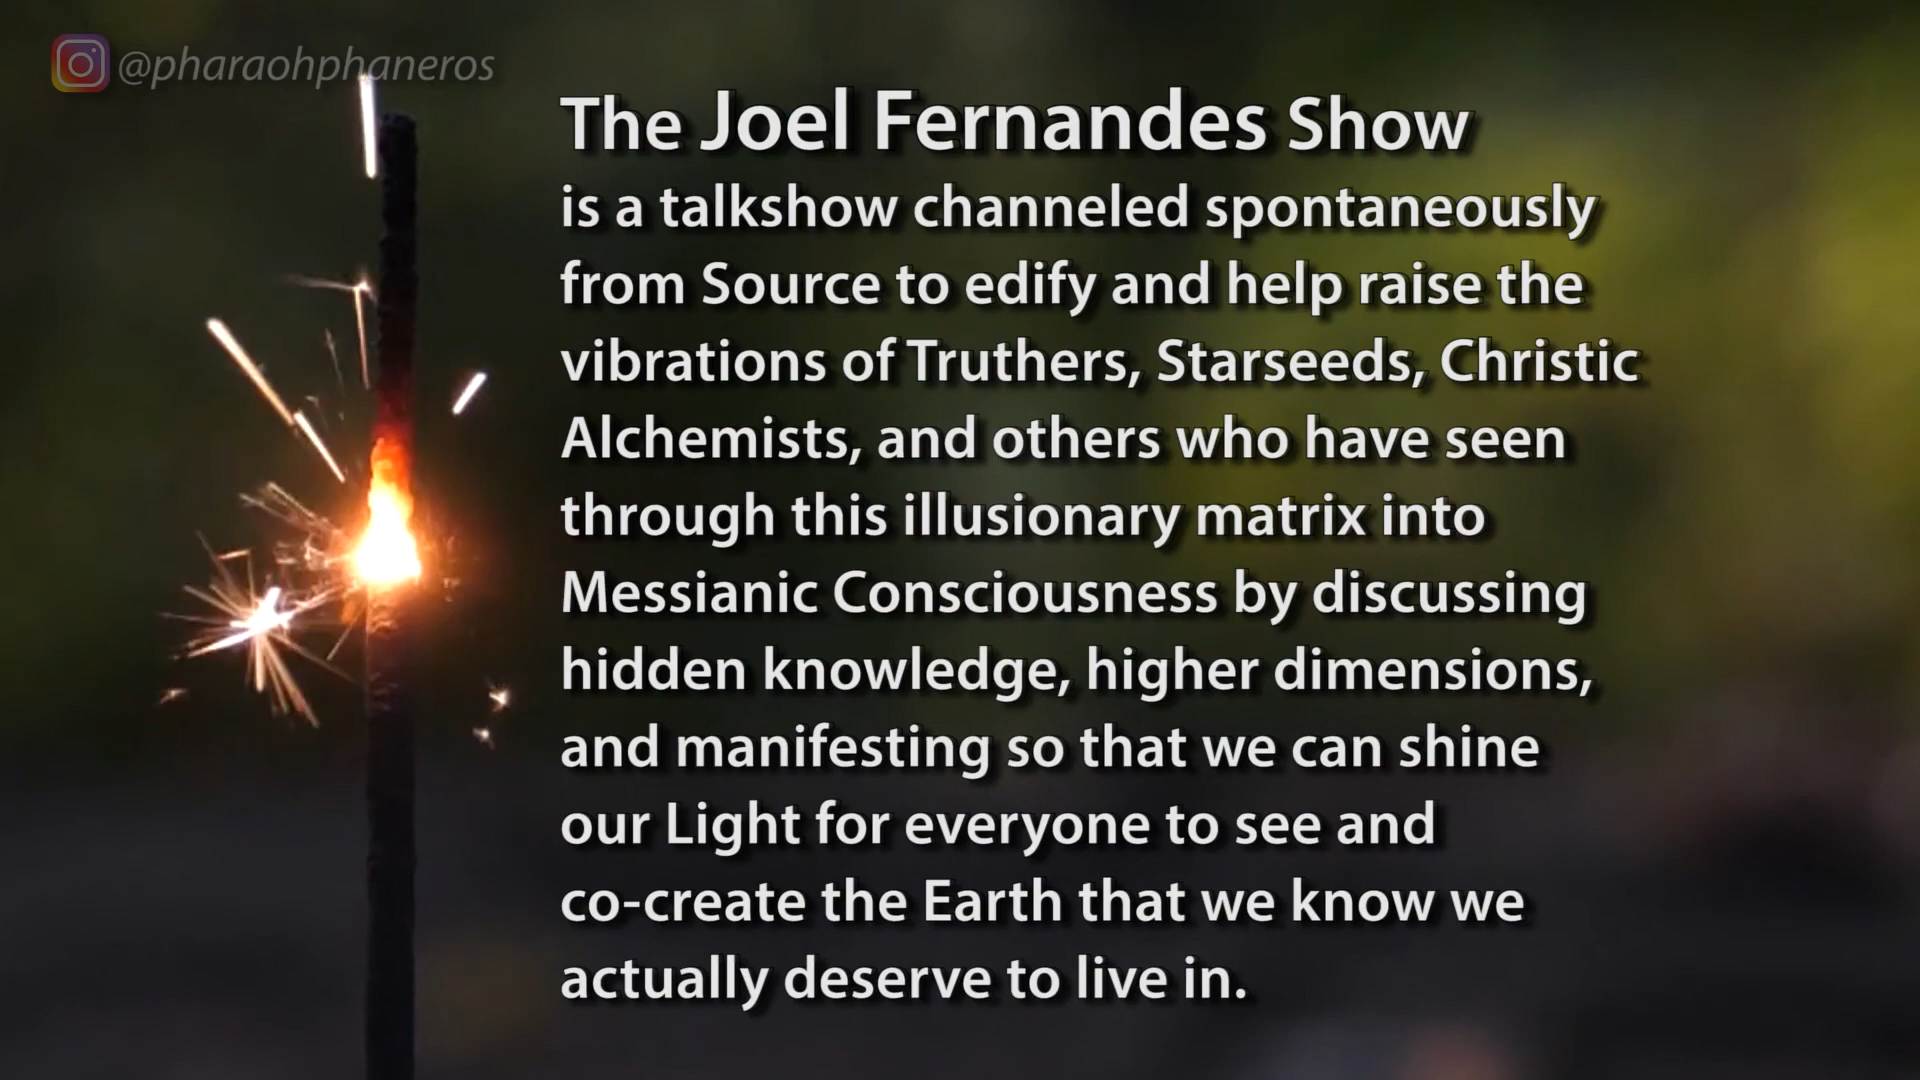 @pharaohphaneros
The Joel Fernandes Show
is a talkshow channeled spontaneously
from Source to edify and help raise the
vibrations of Truthers, Starseeds, Christic
Alchemists, and others who have seen
through this illusionary matrix into
Messianic Consciousness by discussing
hidden knowledge, higher dimensions,
and manifesting so that we can shine
our Light for everyone to see and
co-create the Earth that we know we
actually deserve to live in.